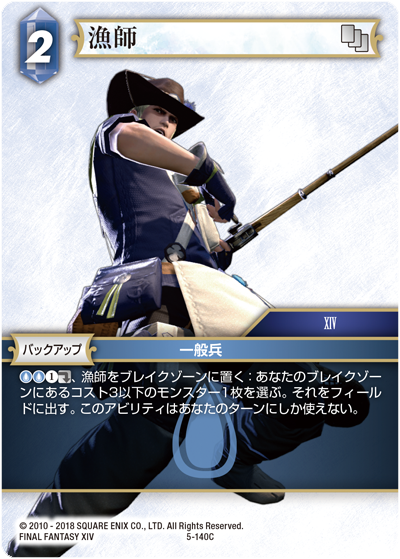 2
漁師
XIV
バックアップ
一般兵
1、漁師をブレイクゾーンに置く：あなたのブレイクゾー
ンにあるコスト3以下のモンスター1枚を選ぶ。それをフィール
ドに出す。このアビリティはあなたのターンにしか使えない。
© 2010 - 2018 SQUARE ENIX CO., LTD. All Rights Reserved.
FINAL FANTASY XIV
5-140C